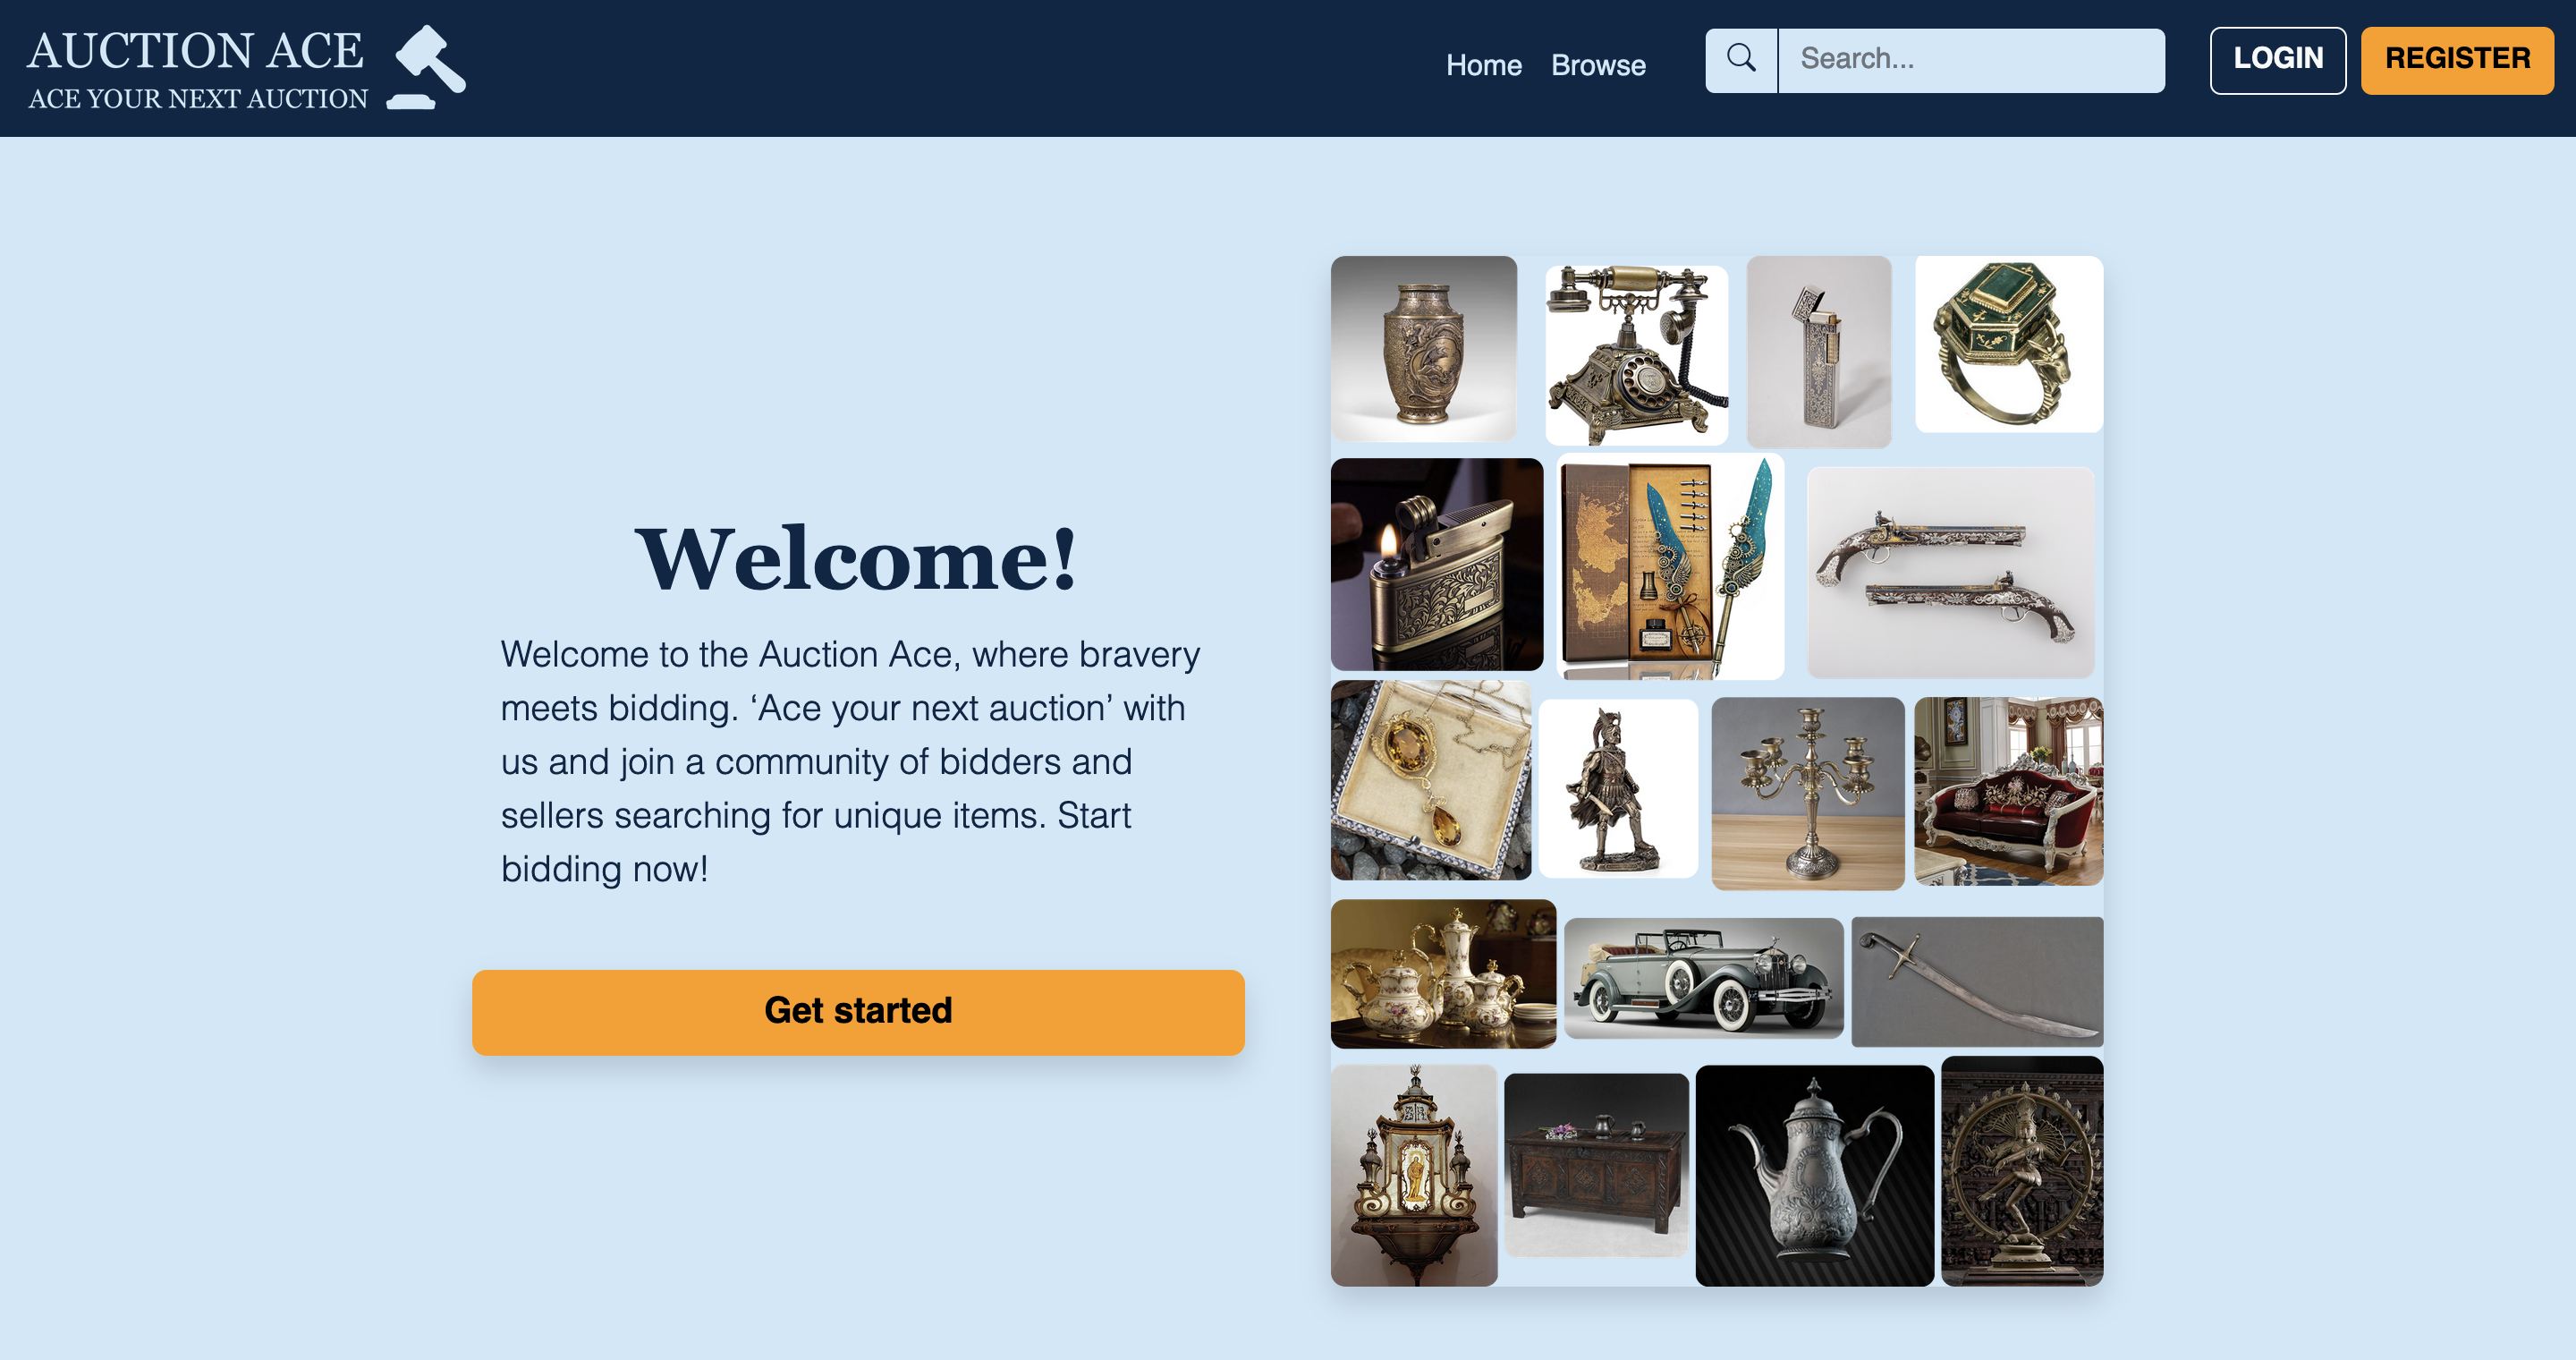 AUCTION ACE
ACE YOUR NEXT AUCTION
Home
Browse
Search...
LOGIN
REGISTER
Welcome!
Welcome to the Auction Ace, where bravery
meets bidding. ‘Ace your next auction’ with
us and join a community of bidders and
sellers searching for unique items. Start
bidding now!
Get started